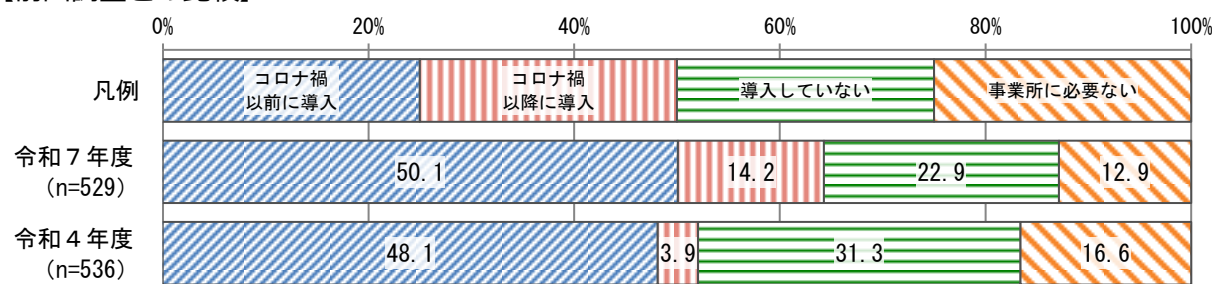 0% 20% 40% 60% 80% 100%
凡例
コロナ禍
以前に導入
コロナ禍
以降に導入
導入していない
事業所に必要ない
令和７年度
(n=529)
50.1 14.2 22.9 12.9
令和４年度
(n=536)
48.1 3.9 31.3 16.6